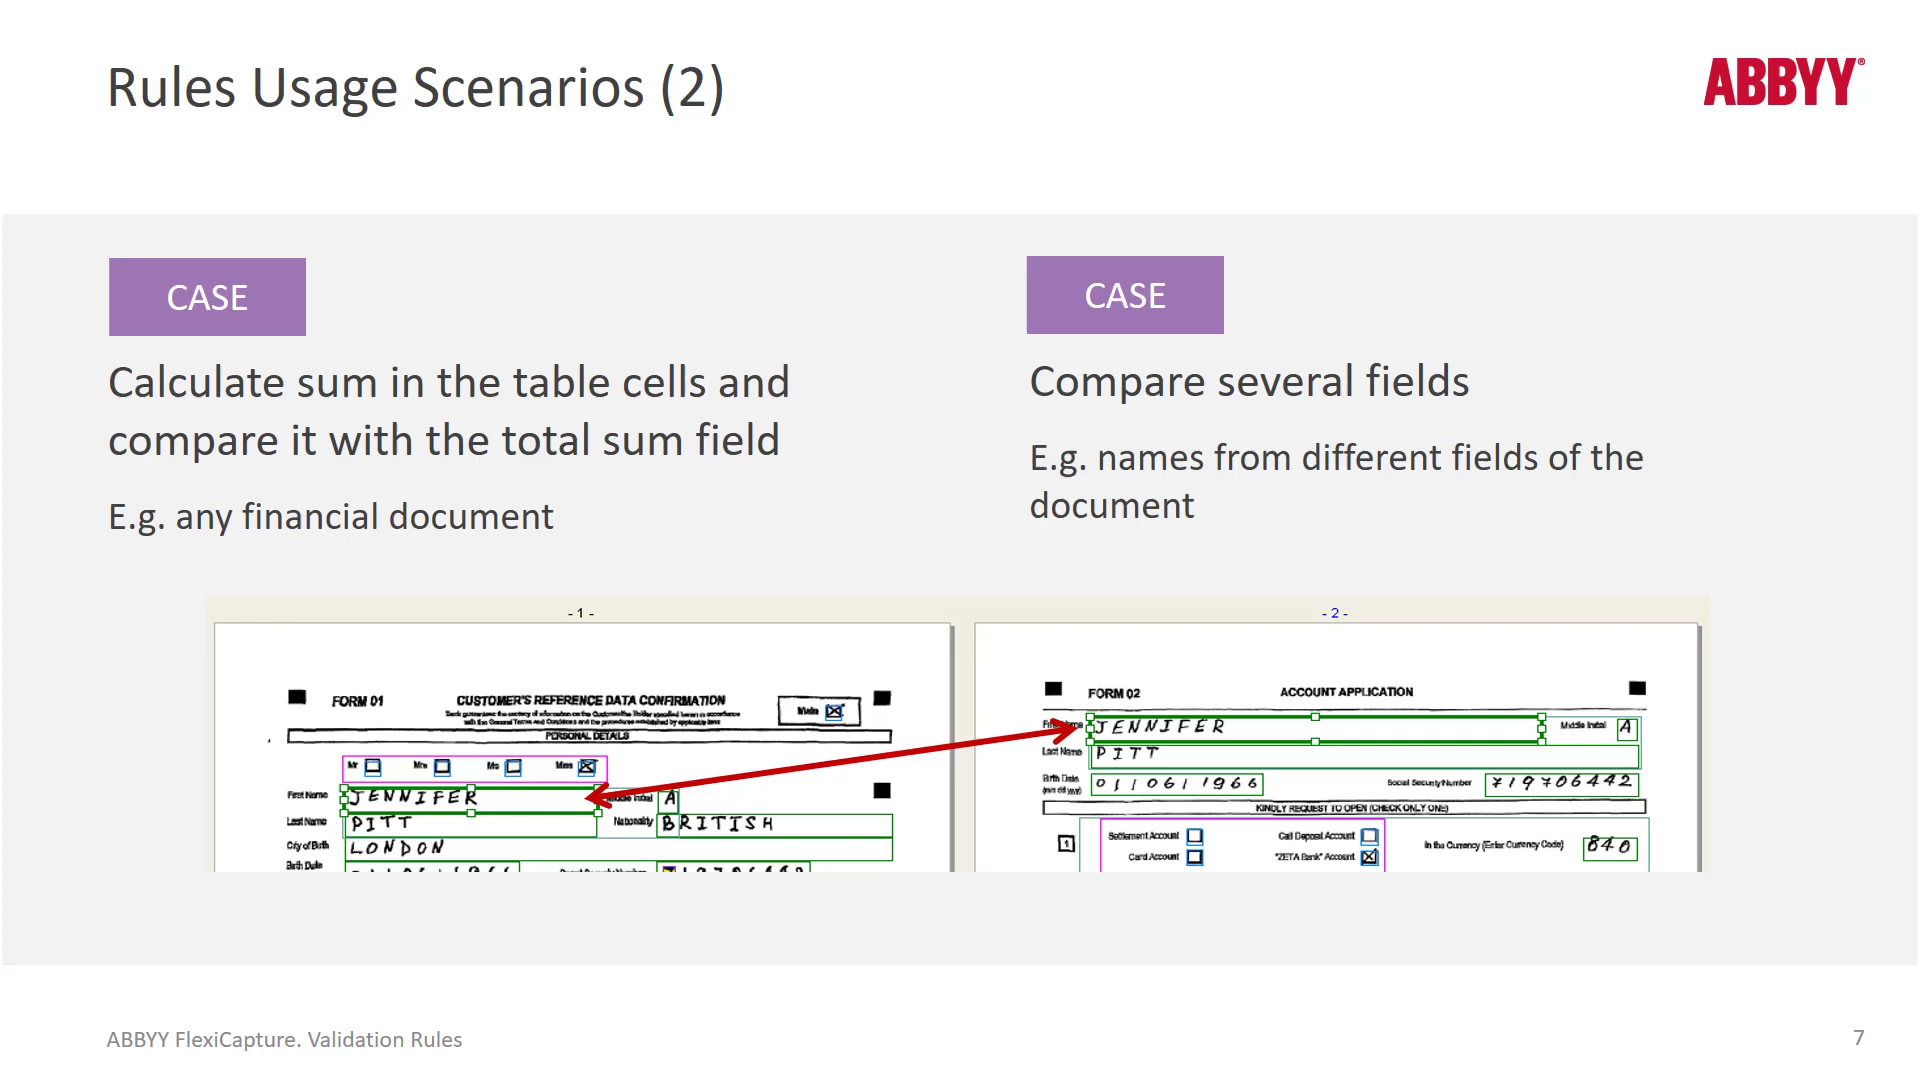 Rules Usage Scenarios (2)
ABBYY®
CASE
Calculate sum in the table cells and
compare it with the total sum field
E.g. any financial document
CASE
Compare several fields
E.g. names from different fields of the
document
- 1 -
FORM 01
CUSTOMER'S REFERENCE DATA CONFIRMATION
Main
PERSONAL DETAILS
Mr Mrs Ms Miss
First Name JENNIFER Middle Initial A
Last Name PITT Nationality BRITISH
City of Birth LONDON
Birth Date
- 2 -
FORM 02 ACCOUNT APPLICATION
First Name JENNIFER Middle Initial A
Last Name PITT
Birth Date 01/06/1966 Social Security Number 719706442
KINDLY REQUEST TO OPEN (CHECK ONLY ONE)
1 Settlement Account Call Deposit Account In the Currency (Enter Currency Code) 840
Card Account "ZETA Bank" Account
ABBYY FlexiCapture. Validation Rules
7